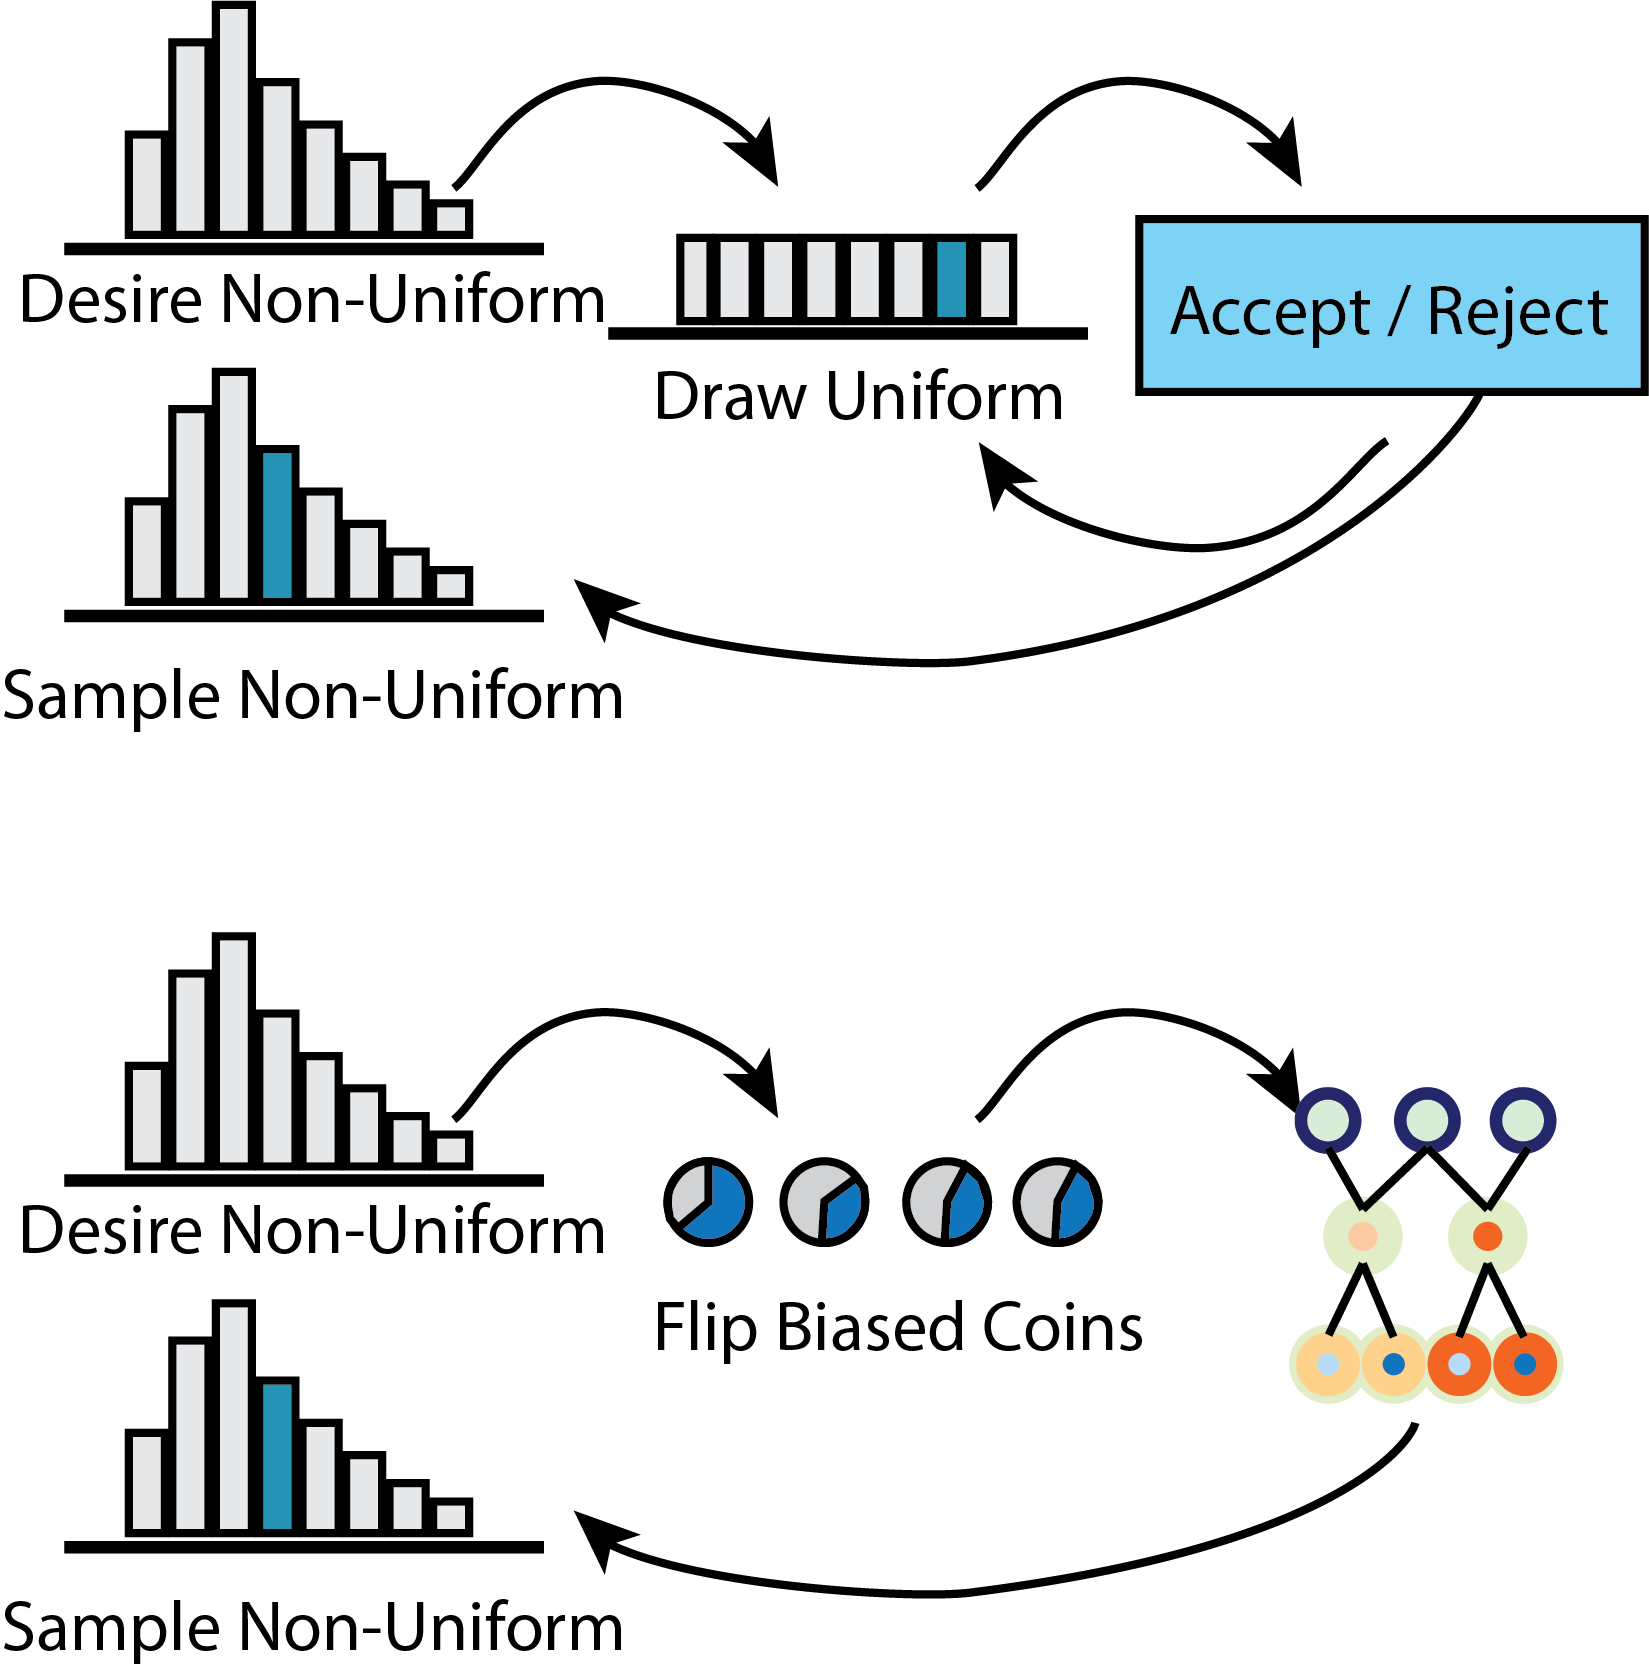 Desire Non-Uniform
Draw Uniform
Accept / Reject
Sample Non-Uniform
Desire Non-Uniform
Flip Biased Coins
Sample Non-Uniform